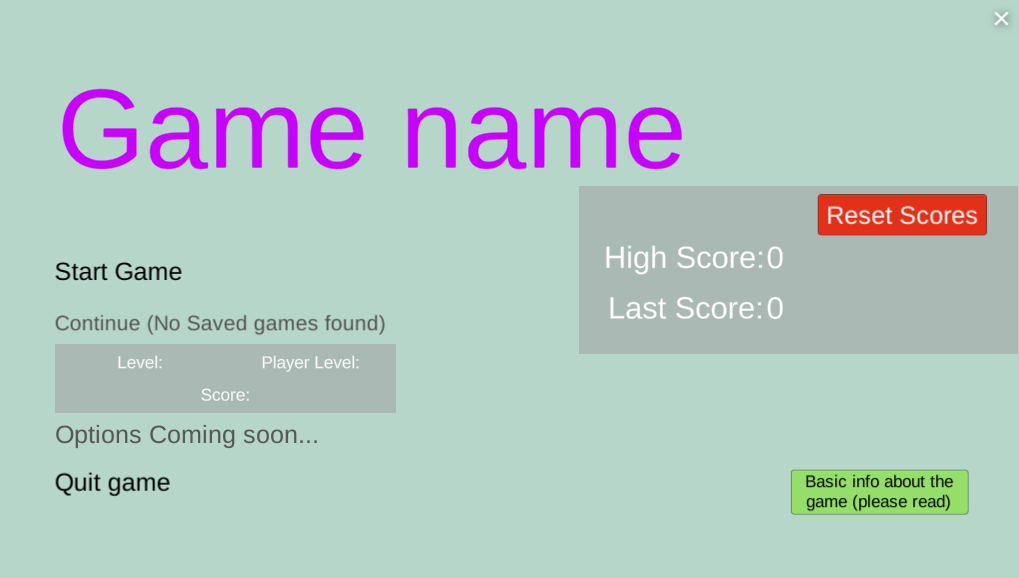 Game name
Reset Scores
High Score:0
Last Score:0
Start Game
Continue (No Saved games found)
Level: Player Level:
Score:
Options Coming soon...
Quit game
Basic info about the
game (please read)